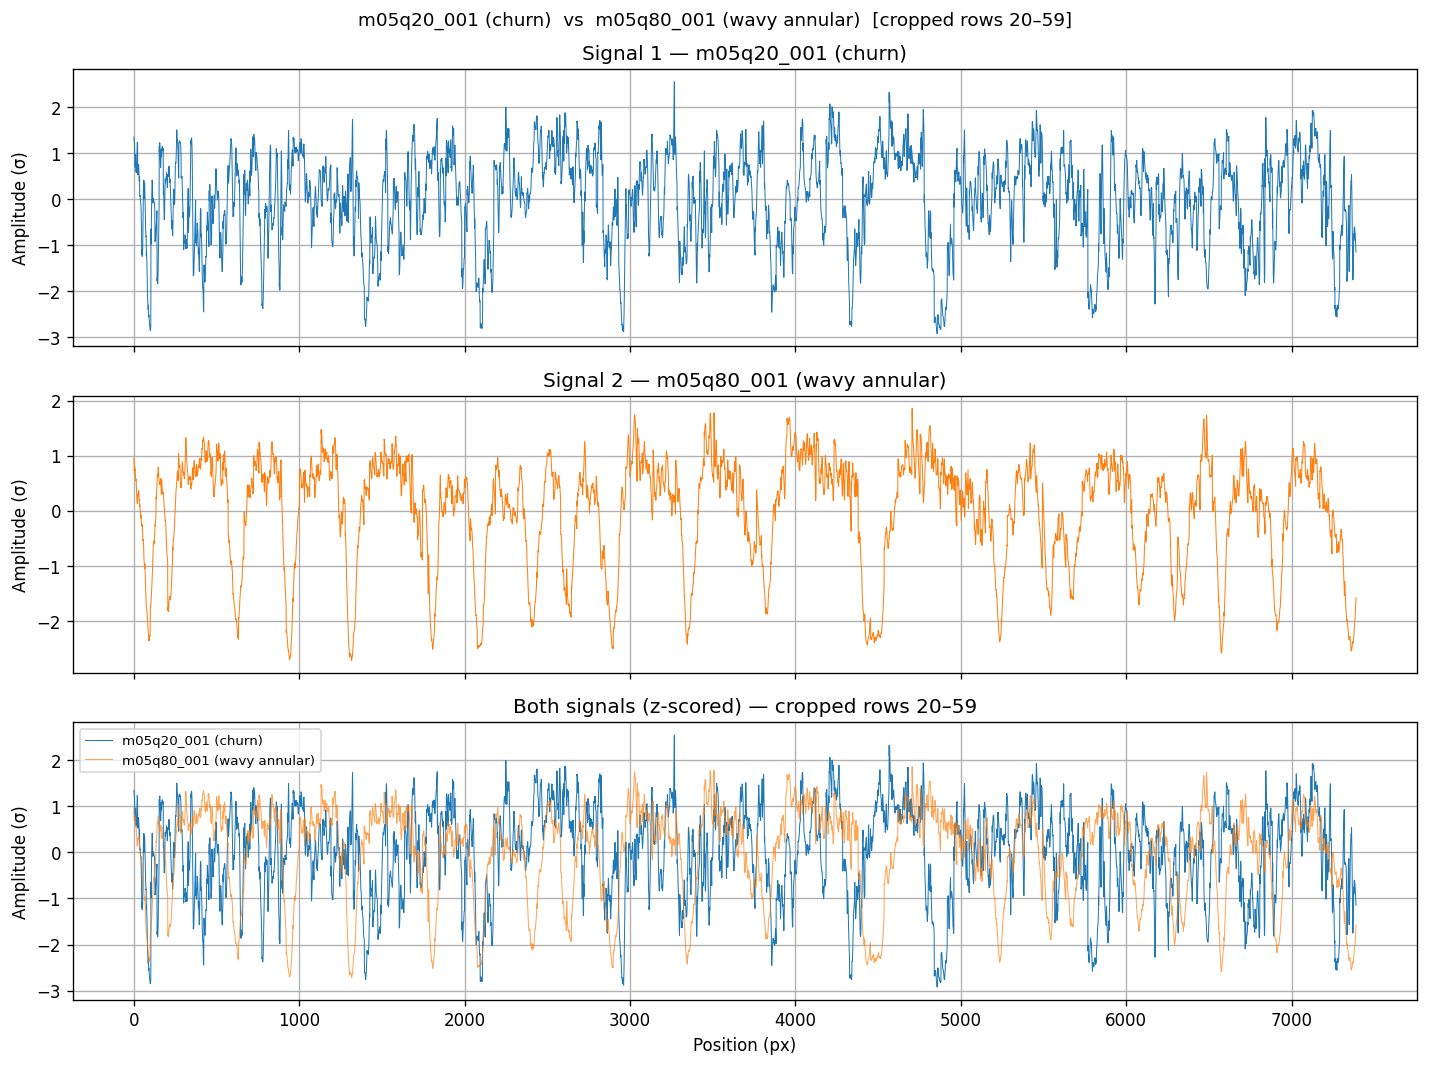 m05q20_001 (churn)  vs  m05q80_001 (wavy annular)  [cropped rows 20–59]
Signal 1 — m05q20_001 (churn)
Amplitude (σ)
2
1
0
−1
−2
−3
Signal 2 — m05q80_001 (wavy annular)
Amplitude (σ)
2
1
0
−1
−2
Both signals (z-scored) — cropped rows 20–59
m05q20_001 (churn)
m05q80_001 (wavy annular)
Amplitude (σ)
2
1
0
−1
−2
−3
0 1000 2000 3000 4000 5000 6000 7000
Position (px)